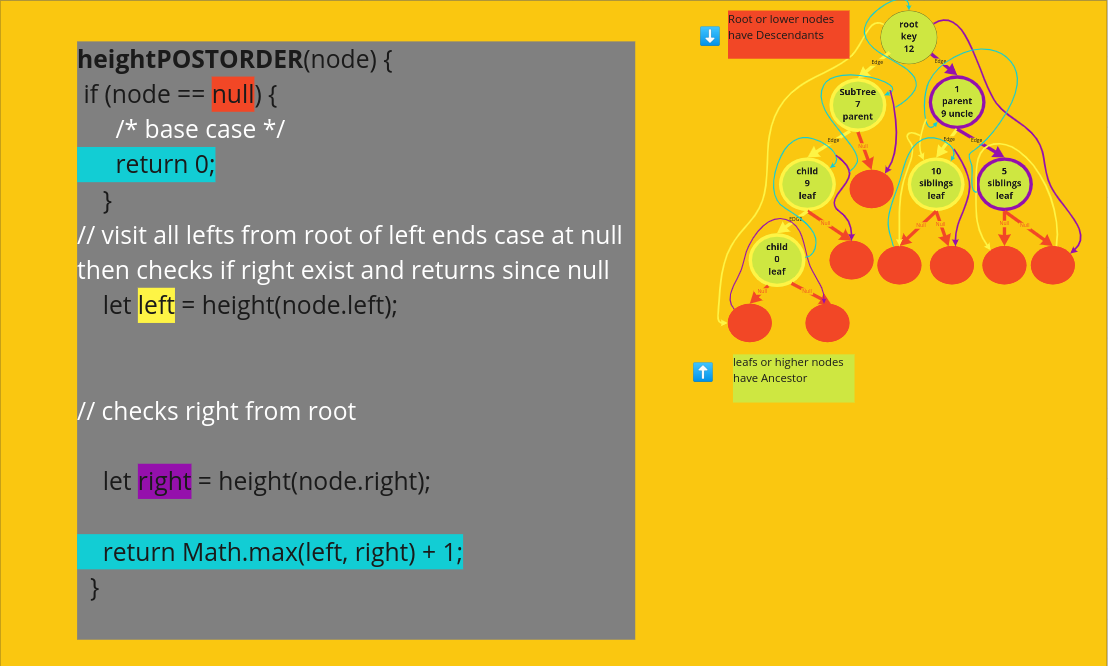 heightPOSTORDER(node) {
if (node == null) {
/* base case */
return 0;
}
// visit all lefts from root of left ends case at null
then checks if right exist and returns since null
let left = height(node.left);
// checks right from root
let right = height(node.right);
return Math.max(left, right) + 1;
}
Root or lower nodes
have Descendants
root
key
12
Edge
Edge
SubTree
7
parent
1
parent
9 uncle
Edge
Null
Edge
Edge
child
9
leaf
10
siblings
leaf
5
siblings
leaf
EDGE
Null
Null
Null
Null
Null
child
0
leaf
Null
Null
leafs or higher nodes
have Ancestor